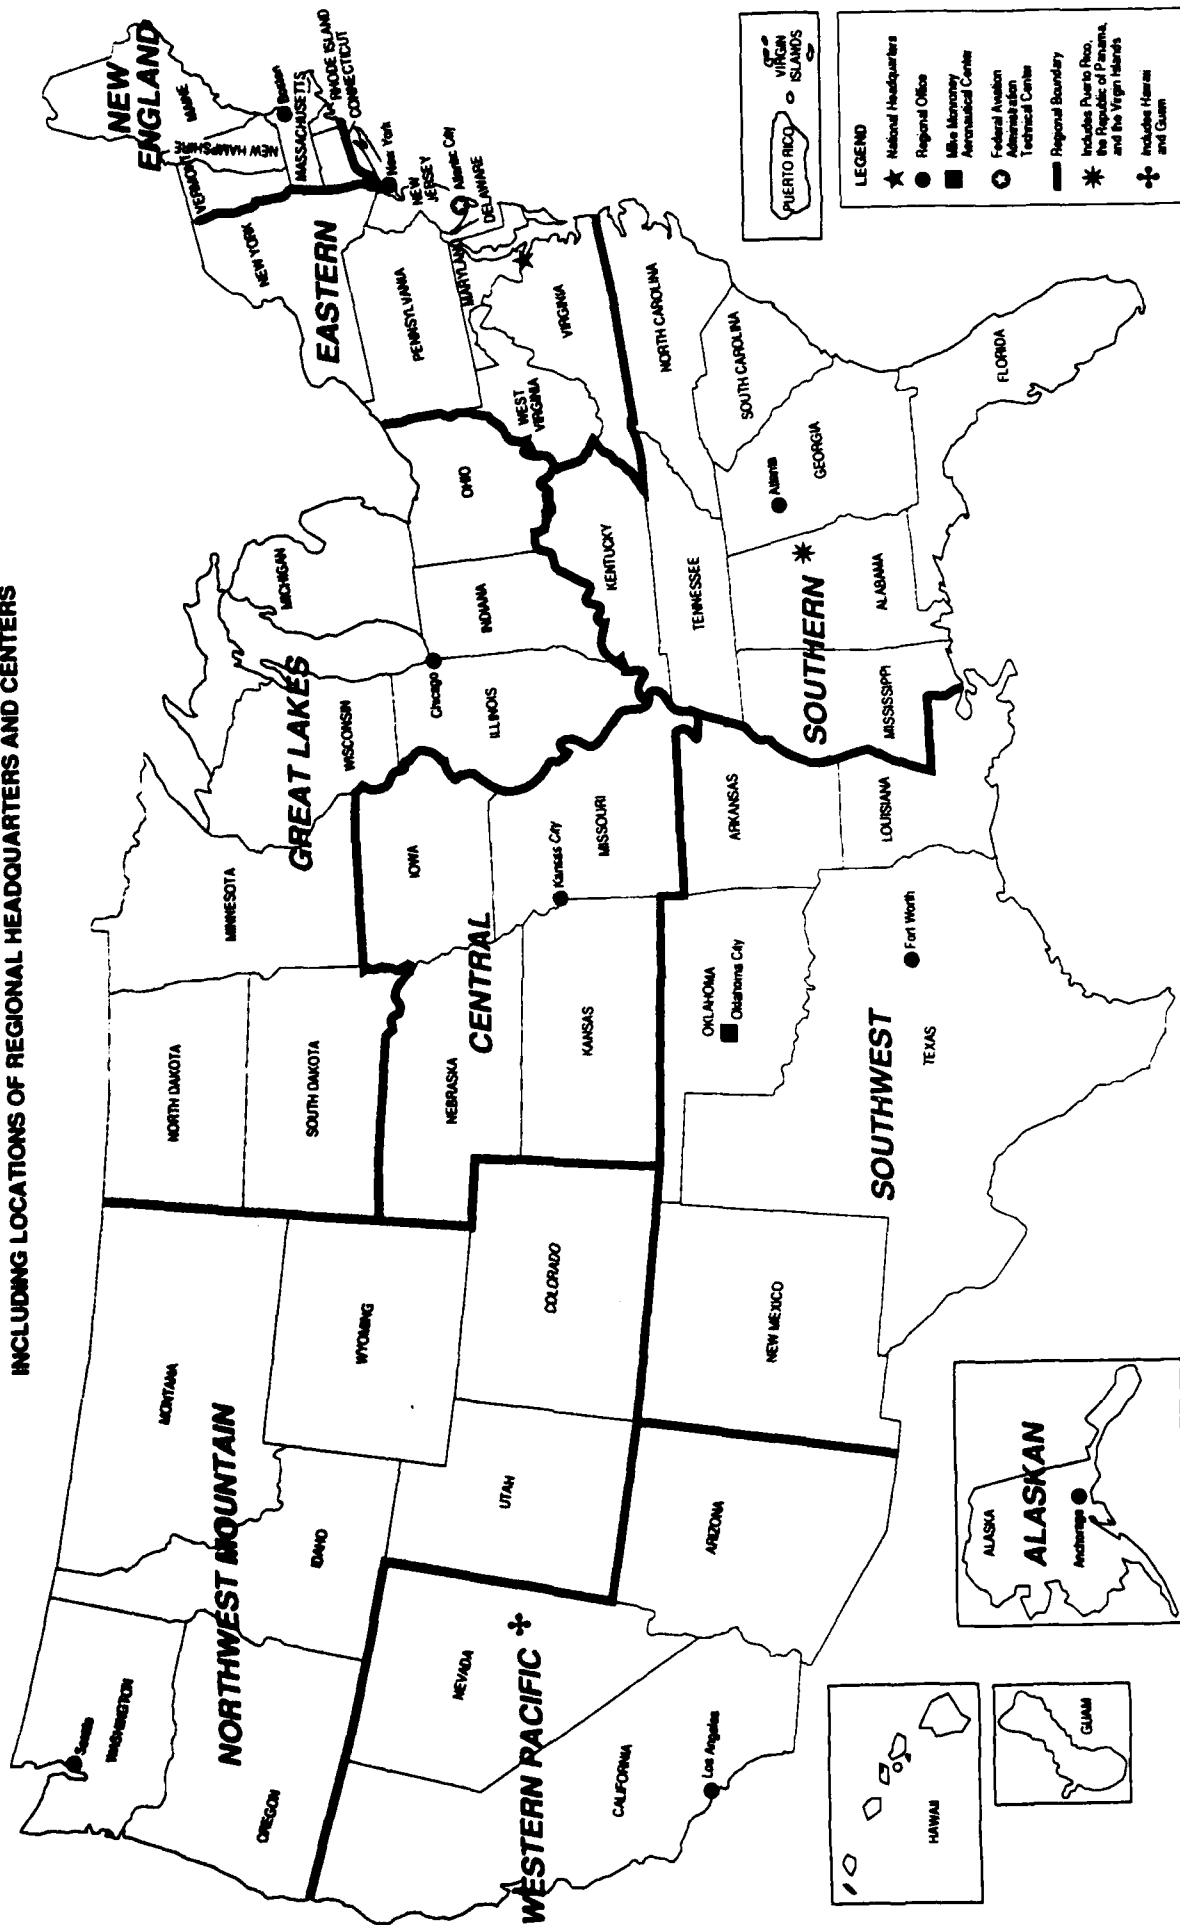 INCLUDING LOCATIONS OF REGIONAL HEADQUARTERS AND CENTERS
NORTHWEST MOUNTAIN
Seattle
WASHINGTON
OREGON
IDAHO
MONTANA
WYOMING
UTAH
COLORADO
WESTERN PACIFIC
NEVADA
CALIFORNIA
Los Angeles
ARIZONA
HAWAII
GUAM
ALASKAN
ALASKA
Anchorage
GREAT LAKES
NORTH DAKOTA
SOUTH DAKOTA
MINNESOTA
WISCONSIN
MICHIGAN
Chicago
ILLINOIS
INDIANA
OHIO
CENTRAL
NEBRASKA
IOWA
KANSAS
Kansas City
MISSOURI
SOUTHWEST
NEW MEXICO
OKLAHOMA
Oklahoma City
TEXAS
Fort Worth
ARKANSAS
LOUISIANA
SOUTHERN
KENTUCKY
TENNESSEE
MISSISSIPPI
ALABAMA
GEORGIA
Atlanta
NORTH CAROLINA
SOUTH CAROLINA
FLORIDA
EASTERN
NEW YORK
New York
PENNSYLVANIA
NEW
JERSEY
Atlantic City
DELAWARE
MARYLAND
WEST
VIRGINIA
VIRGINIA
NEW
ENGLAND
MAINE
VERMONT
NEW HAMPSHIRE
Boston
MASSACHUSETTS
RHODE ISLAND
CONNECTICUT
PUERTO RICO
VIRGIN
ISLANDS
LEGEND
National Headquarters
Regional Office
Mike Monroney
Aeronautical Center
Federal Aviation
Administration
Technical Center
Regional Boundary
Includes Puerto Rico,
the Republic of Panama,
and the Virgin Islands
Includes Hawaii
and Guam